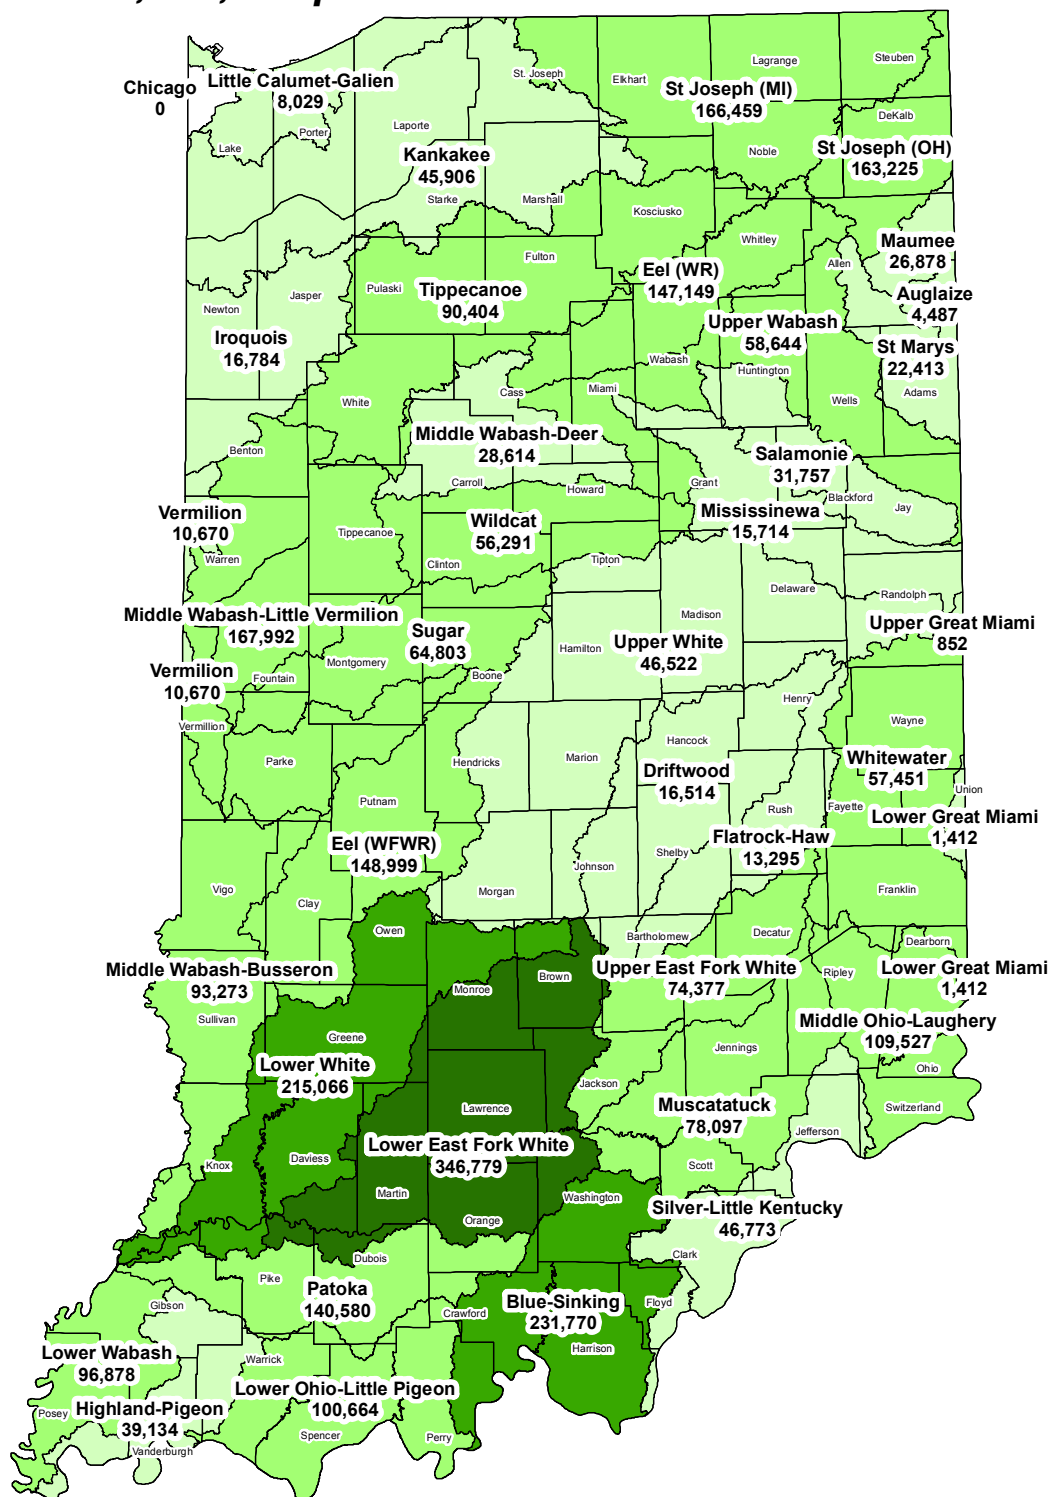 Chicago
0
Little Calumet-Galien
8,029
St. Joseph
Elkhart
Lagrange
Steuben
St Joseph (MI)
166,459
DeKalb
Lake
Porter
Laporte
Kankakee
45,906
Starke
Marshall
Noble
St Joseph (OH)
163,225
Kosciusko
Whitley
Allen
Maumee
26,878
Newton
Jasper
Pulaski
Fulton
Tippecanoe
90,404
Eel (WR)
147,149
Auglaize
4,487
Iroquois
16,784
Upper Wabash
58,644
St Marys
22,413
Wabash
Huntington
Wells
Adams
White
Cass
Miami
Benton
Middle Wabash-Deer
28,614
Carroll
Howard
Grant
Salamonie
31,757
Blackford
Jay
Vermilion
10,670
Warren
Tippecanoe
Wildcat
56,291
Clinton
Tipton
Mississinewa
15,714
Delaware
Randolph
Middle Wabash-Little Vermilion
167,992
Sugar
64,803
Hamilton
Madison
Upper White
46,522
Upper Great Miami
852
Vermilion
10,670
Fountain
Montgomery
Boone
Henry
Vermillion
Parke
Putnam
Hendricks
Marion
Hancock
Wayne
Driftwood
16,514
Whitewater
57,451
Union
Rush
Fayette
Lower Great Miami
1,412
Eel (WFWR)
148,999
Flatrock-Haw
13,295
Shelby
Johnson
Morgan
Vigo
Clay
Franklin
Owen
Bartholomew
Decatur
Dearborn
Middle Wabash-Busseron
93,273
Sullivan
Monroe
Brown
Upper East Fork White
74,377
Ripley
Lower Great Miami
1,412
Middle Ohio-Laughery
109,527
Ohio
Greene
Lower White
215,066
Jennings
Jackson
Lawrence
Muscatatuck
78,097
Jefferson
Switzerland
Lower East Fork White
346,779
Knox
Daviess
Martin
Scott
Washington
Orange
Silver-Little Kentucky
46,773
Clark
Dubois
Pike
Patoka
140,580
Gibson
Crawford
Blue-Sinking
231,770
Floyd
Harrison
Lower Wabash
96,878
Warrick
Lower Ohio-Little Pigeon
100,664
Posey
Highland-Pigeon
39,134
Vanderburgh
Spencer
Perry